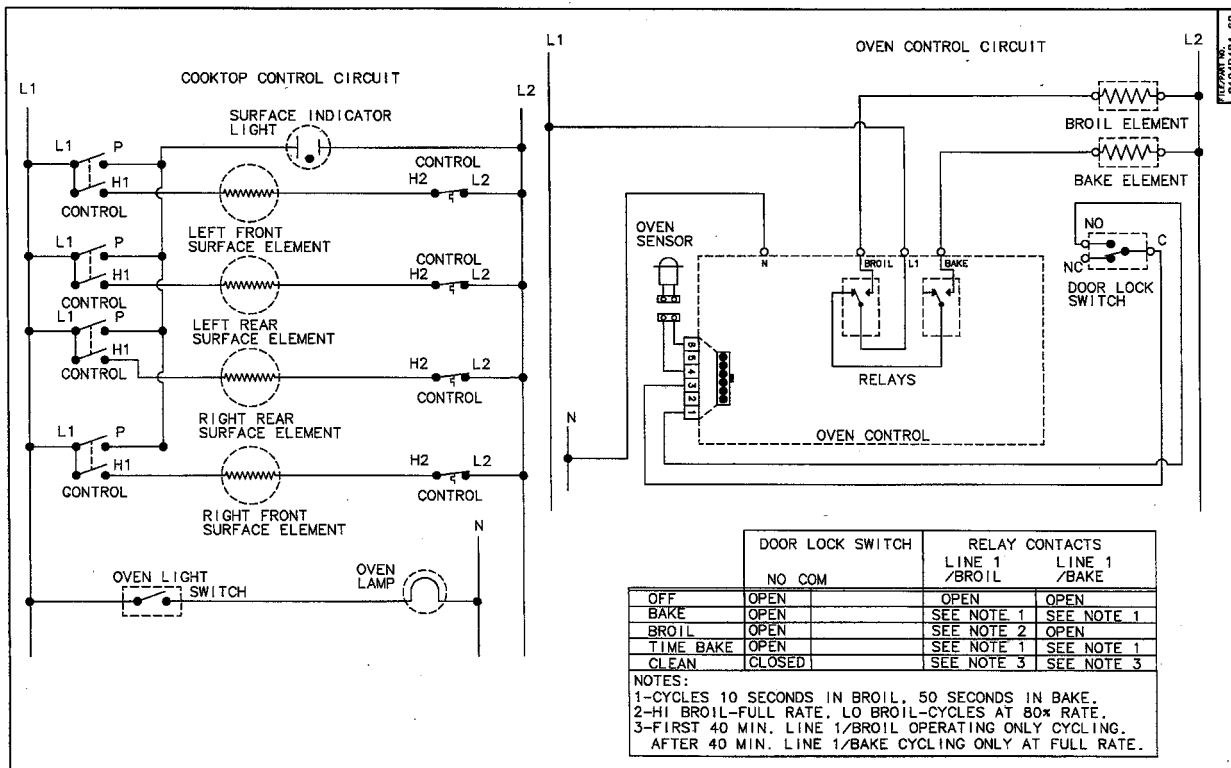 COOKTOP CONTROL CIRCUIT
L1
L2
SURFACE INDICATOR
LIGHT
L1
P
H1
CONTROL
CONTROL
H2
L2
LEFT FRONT
SURFACE ELEMENT
L1
P
H1
CONTROL
CONTROL
H2
L2
LEFT REAR
SURFACE ELEMENT
L1
P
H1
CONTROL
H2
L2
CONTROL
RIGHT REAR
SURFACE ELEMENT
L1
P
H1
CONTROL
H2
L2
CONTROL
RIGHT FRONT
SURFACE ELEMENT
N
OVEN LIGHT
SWITCH
OVEN
LAMP
L1
OVEN CONTROL CIRCUIT
L2
BROIL ELEMENT
BAKE ELEMENT
OVEN
SENSOR
NO
C
NC
DOOR LOCK
SWITCH
N
BROIL
L1
BAKE
6
5
4
3
2
1
RELAYS
OVEN CONTROL
N
DOOR LOCK SWITCH RELAY CONTACTS
NO COM LINE 1 /BROIL LINE 1 /BAKE
OFF OPEN OPEN OPEN
BAKE OPEN SEE NOTE 1 SEE NOTE 1
BROIL OPEN SEE NOTE 2 OPEN
TIME BAKE OPEN SEE NOTE 1 SEE NOTE 1
CLEAN CLOSED SEE NOTE 3 SEE NOTE 3
NOTES:
1-CYCLES 10 SECONDS IN BROIL, 50 SECONDS IN BAKE.
2-HI BROIL-FULL RATE. LO BROIL-CYCLES AT 80% RATE.
3-FIRST 40 MIN. LINE 1/BROIL OPERATING ONLY CYCLING.
AFTER 40 MIN. LINE 1/BAKE CYCLING ONLY AT FULL RATE.